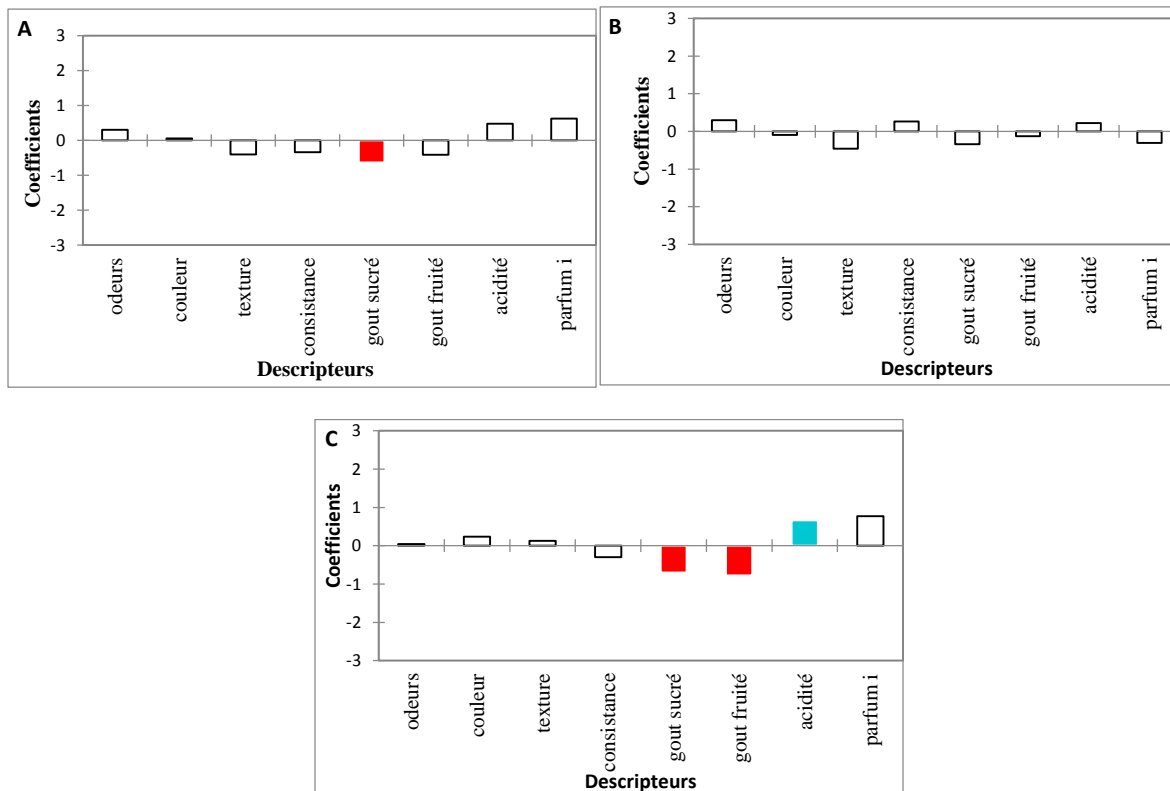 A
Coefficients
3
2
1
0
-1
-2
-3
odeurs
couleur
texture
consistance
gout sucré
gout fruité
acidité
parfum i
Descripteurs
B
Coefficients
3
2
1
0
-1
-2
-3
odeurs
couleur
texture
consistance
gout sucré
gout fruité
acidité
parfum i
Descripteurs
C
Coefficients
3
2
1
0
-1
-2
-3
odeurs
couleur
texture
consistance
gout sucré
gout fruité
acidité
parfum i
Descripteurs